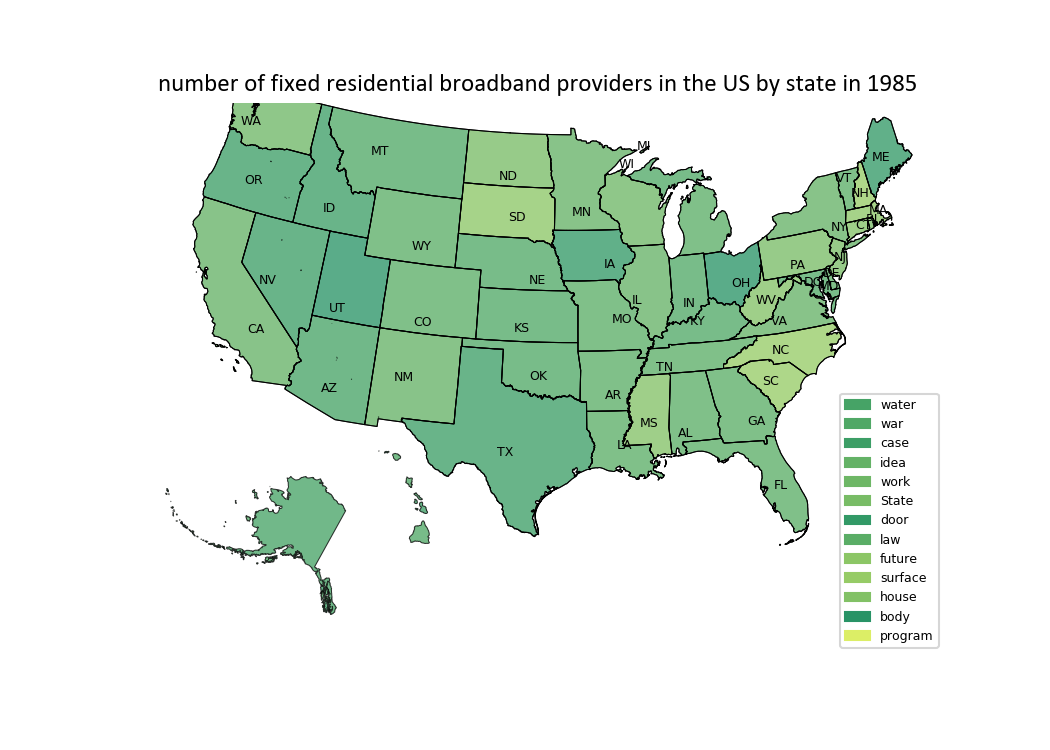 number of fixed residential broadband providers in the US by state in 1985
WA
MT
ND
MI
WI
ME
VT
NH
OR
ID
SD
MN
MA
RI
CT
NY
WY
IA
PA
NJ
DE
NV
UT
NE
OH
DC
MD
CO
IL
IN
WV
CA
KS
MO
KY
VA
NC
TN
AZ
NM
OK
AR
SC
MS
AL
GA
TX
LA
FL
water
war
case
idea
work
State
door
law
future
surface
house
body
program